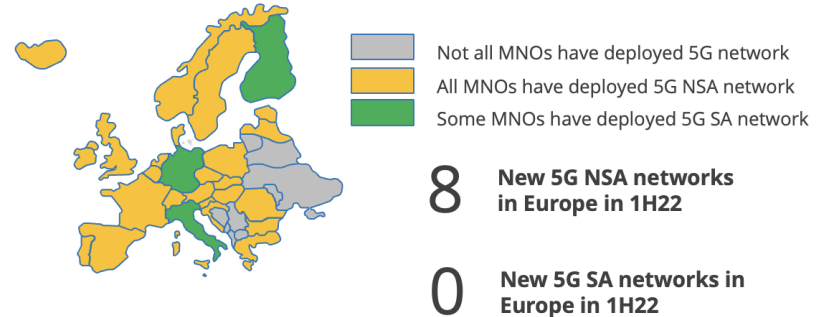 Not all MNOs have deployed 5G network
All MNOs have deployed 5G NSA network
Some MNOs have deployed 5G SA network
8
New 5G NSA networks
in Europe in 1H22
0
New 5G SA networks in
Europe in 1H22